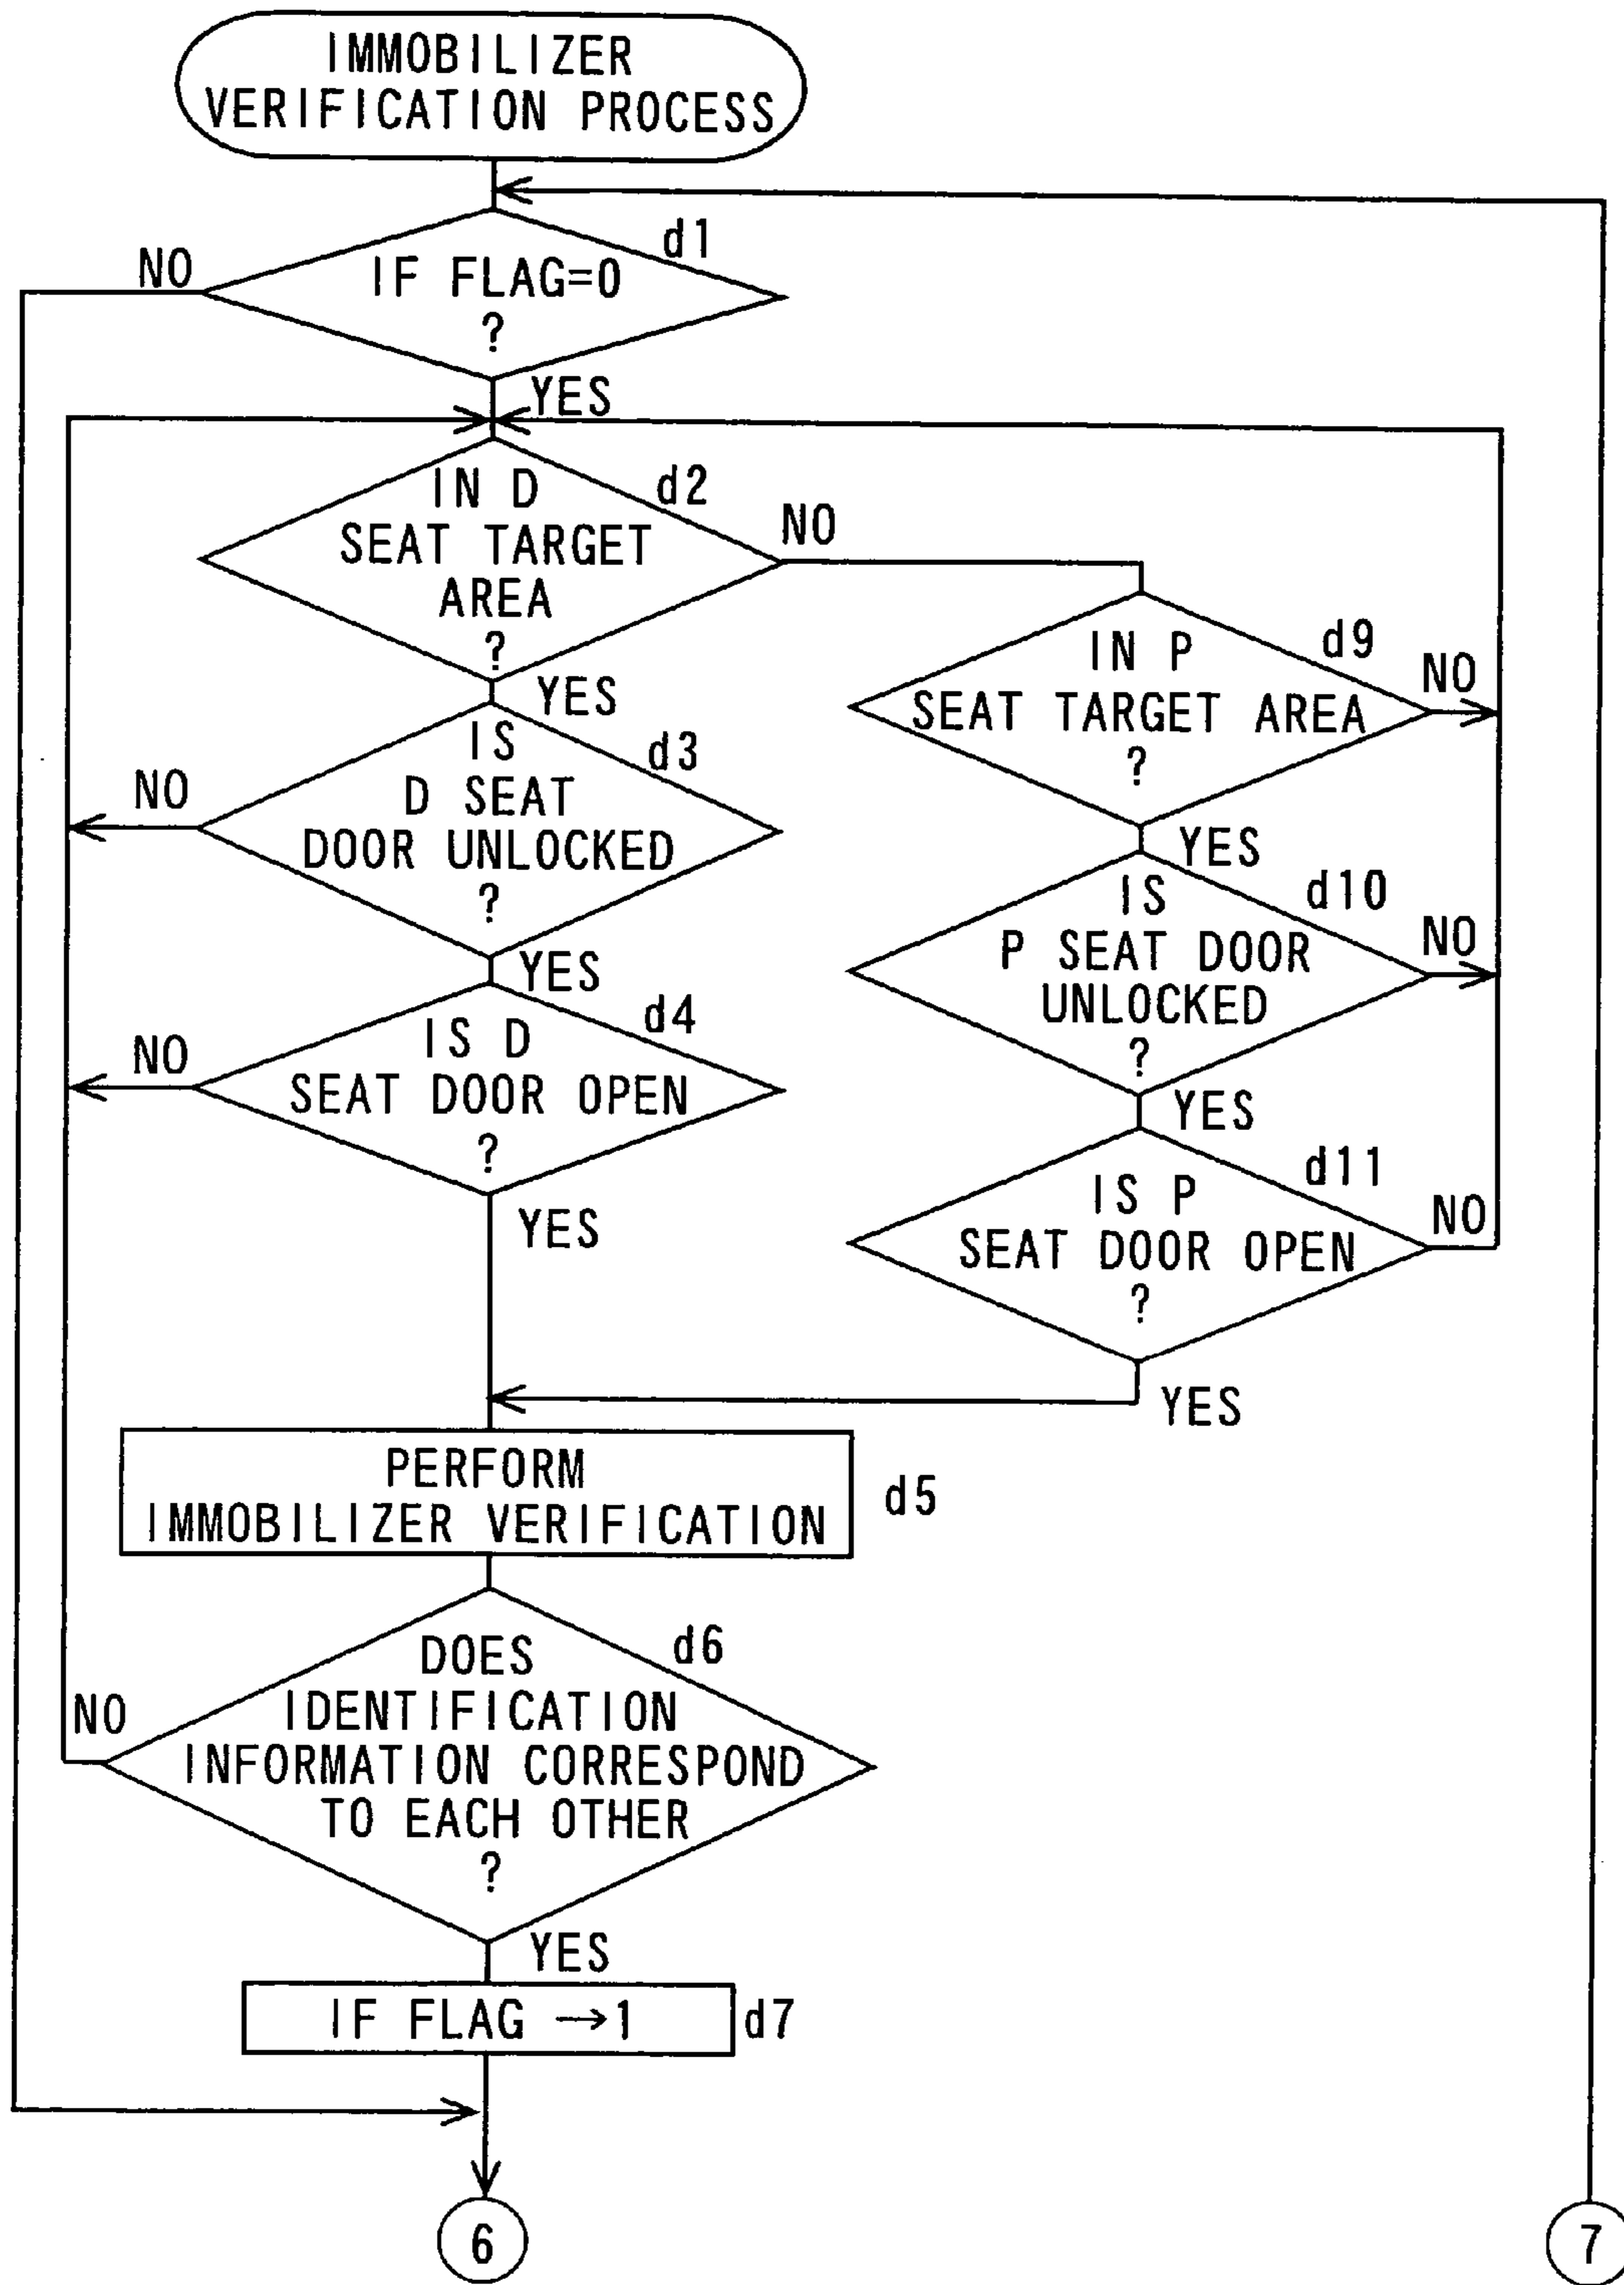 IMMOBILIZER
VERIFICATION PROCESS
d1
NO
IF FLAG=0
?
YES
IN D
SEAT TARGET
AREA
?
d2
NO
YES
IN P
SEAT TARGET AREA
?
d9
NO
YES
IS
D SEAT
DOOR UNLOCKED
?
d3
NO
YES
IS
P SEAT DOOR
UNLOCKED
?
d10
NO
YES
IS D
SEAT DOOR OPEN
?
d4
NO
YES
IS P
SEAT DOOR OPEN
?
d11
NO
YES
PERFORM
IMMOBILIZER VERIFICATION
d5
DOES
IDENTIFICATION
INFORMATION CORRESPOND
TO EACH OTHER
?
d6
NO
YES
IF FLAG →1
d7
6
7